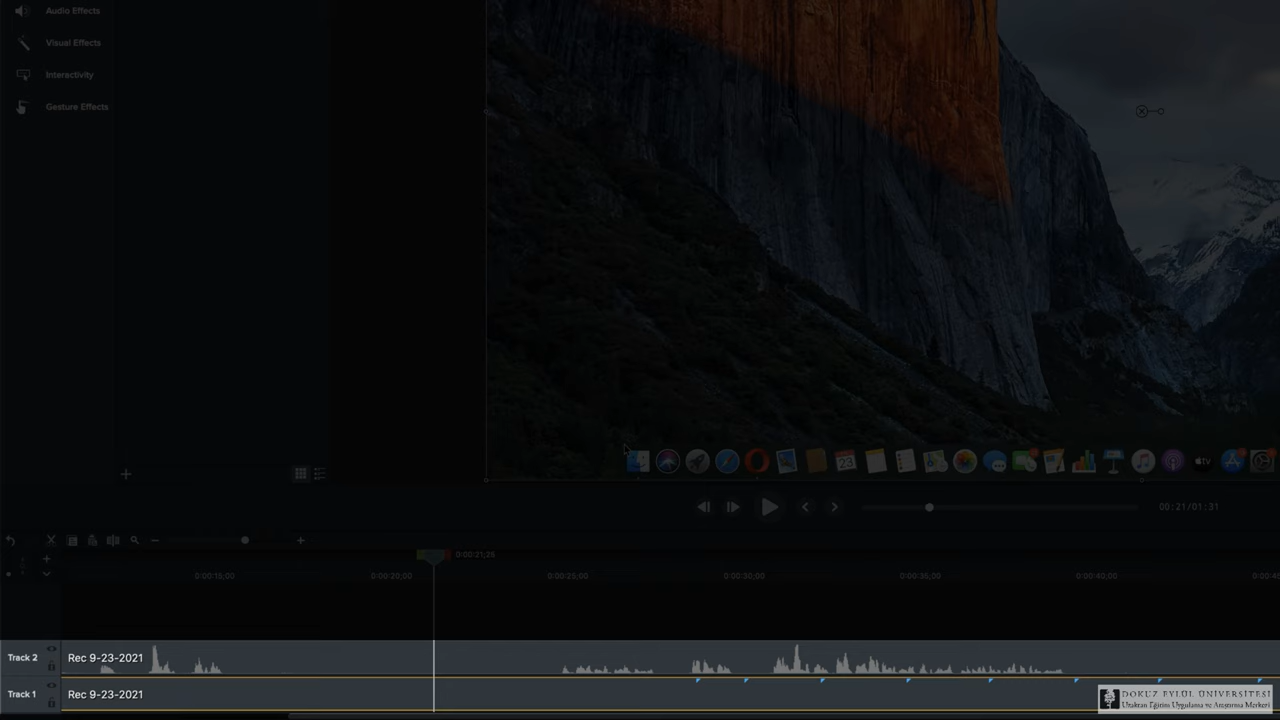 Audio Effects
Visual Effects
Interactivity
Gesture Effects
23
tv
00:21/01:31
0:00:21;26
0:00:15;00
0:00:20;00
0:00:25;00
0:00:30;00
0:00:35;00
0:00:40;00
Track 2
Rec 9-23-2021
Track 1
Rec 9-23-2021
DOKUZ EYLÜL ÜNİVERSİTESİ
Uzaktan Eğitim Uygulama ve Araştırma Merkezi